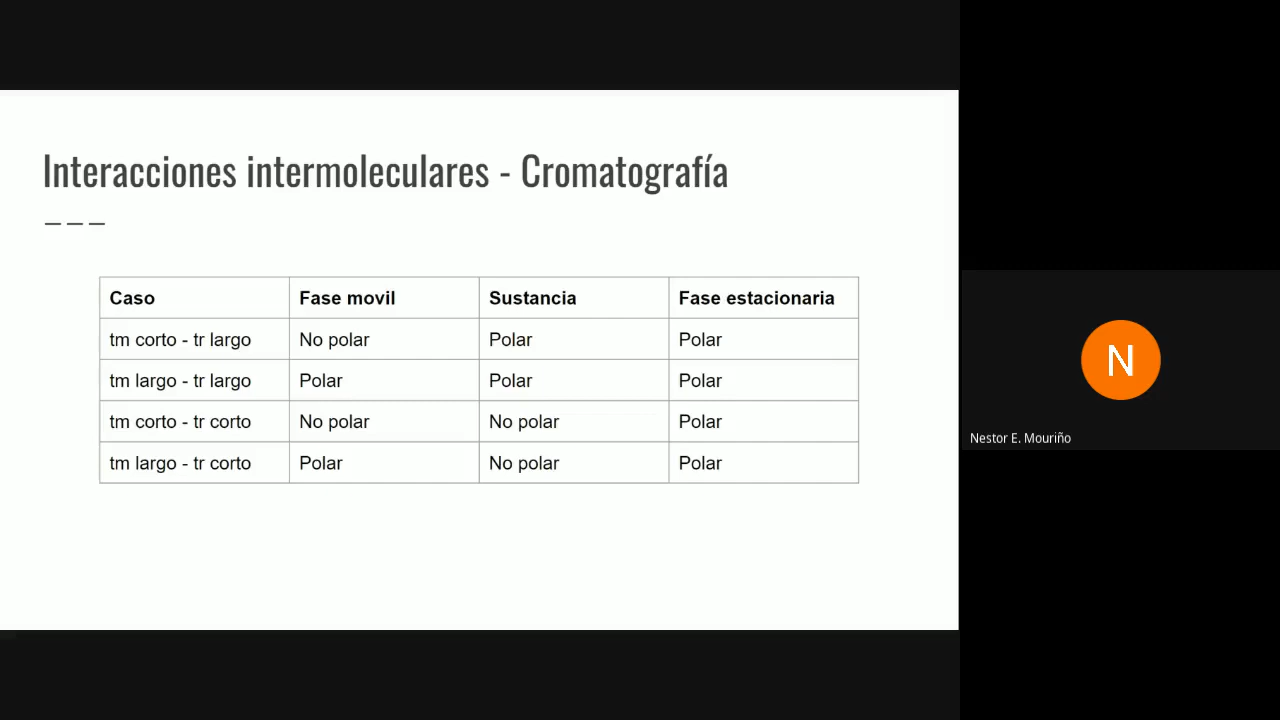 Interacciones intermoleculares - Cromatografía
Caso Fase movil Sustancia Fase estacionaria
tm corto - tr largo No polar Polar Polar
tm largo - tr largo Polar Polar Polar
tm corto - tr corto No polar No polar Polar
tm largo - tr corto Polar No polar Polar
N
Nestor E. Mouriño